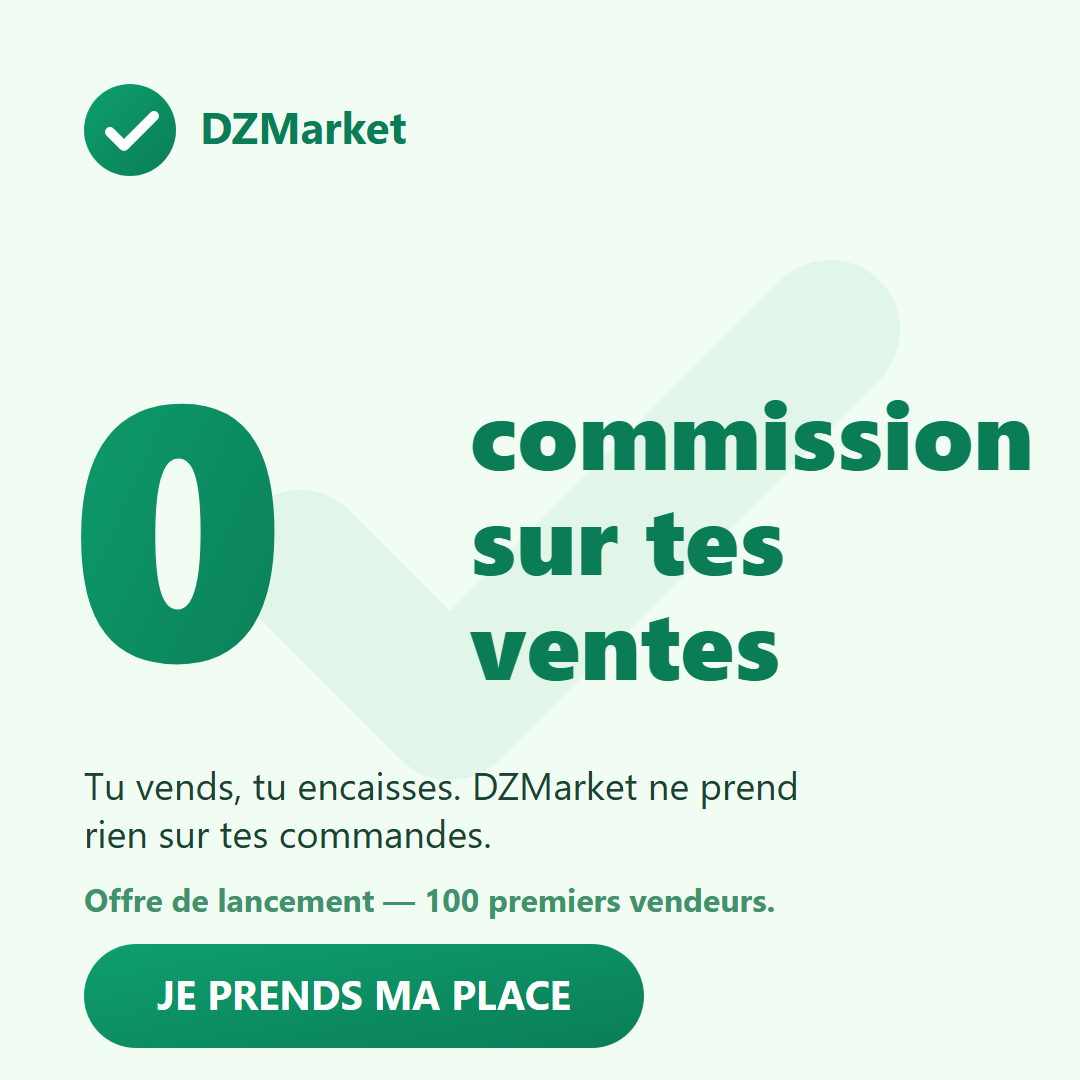 DZMarket
0
commission
sur tes
ventes
Tu vends, tu encaisses. DZMarket ne prend
rien sur tes commandes.
Offre de lancement — 100 premiers vendeurs.
JE PRENDS MA PLACE